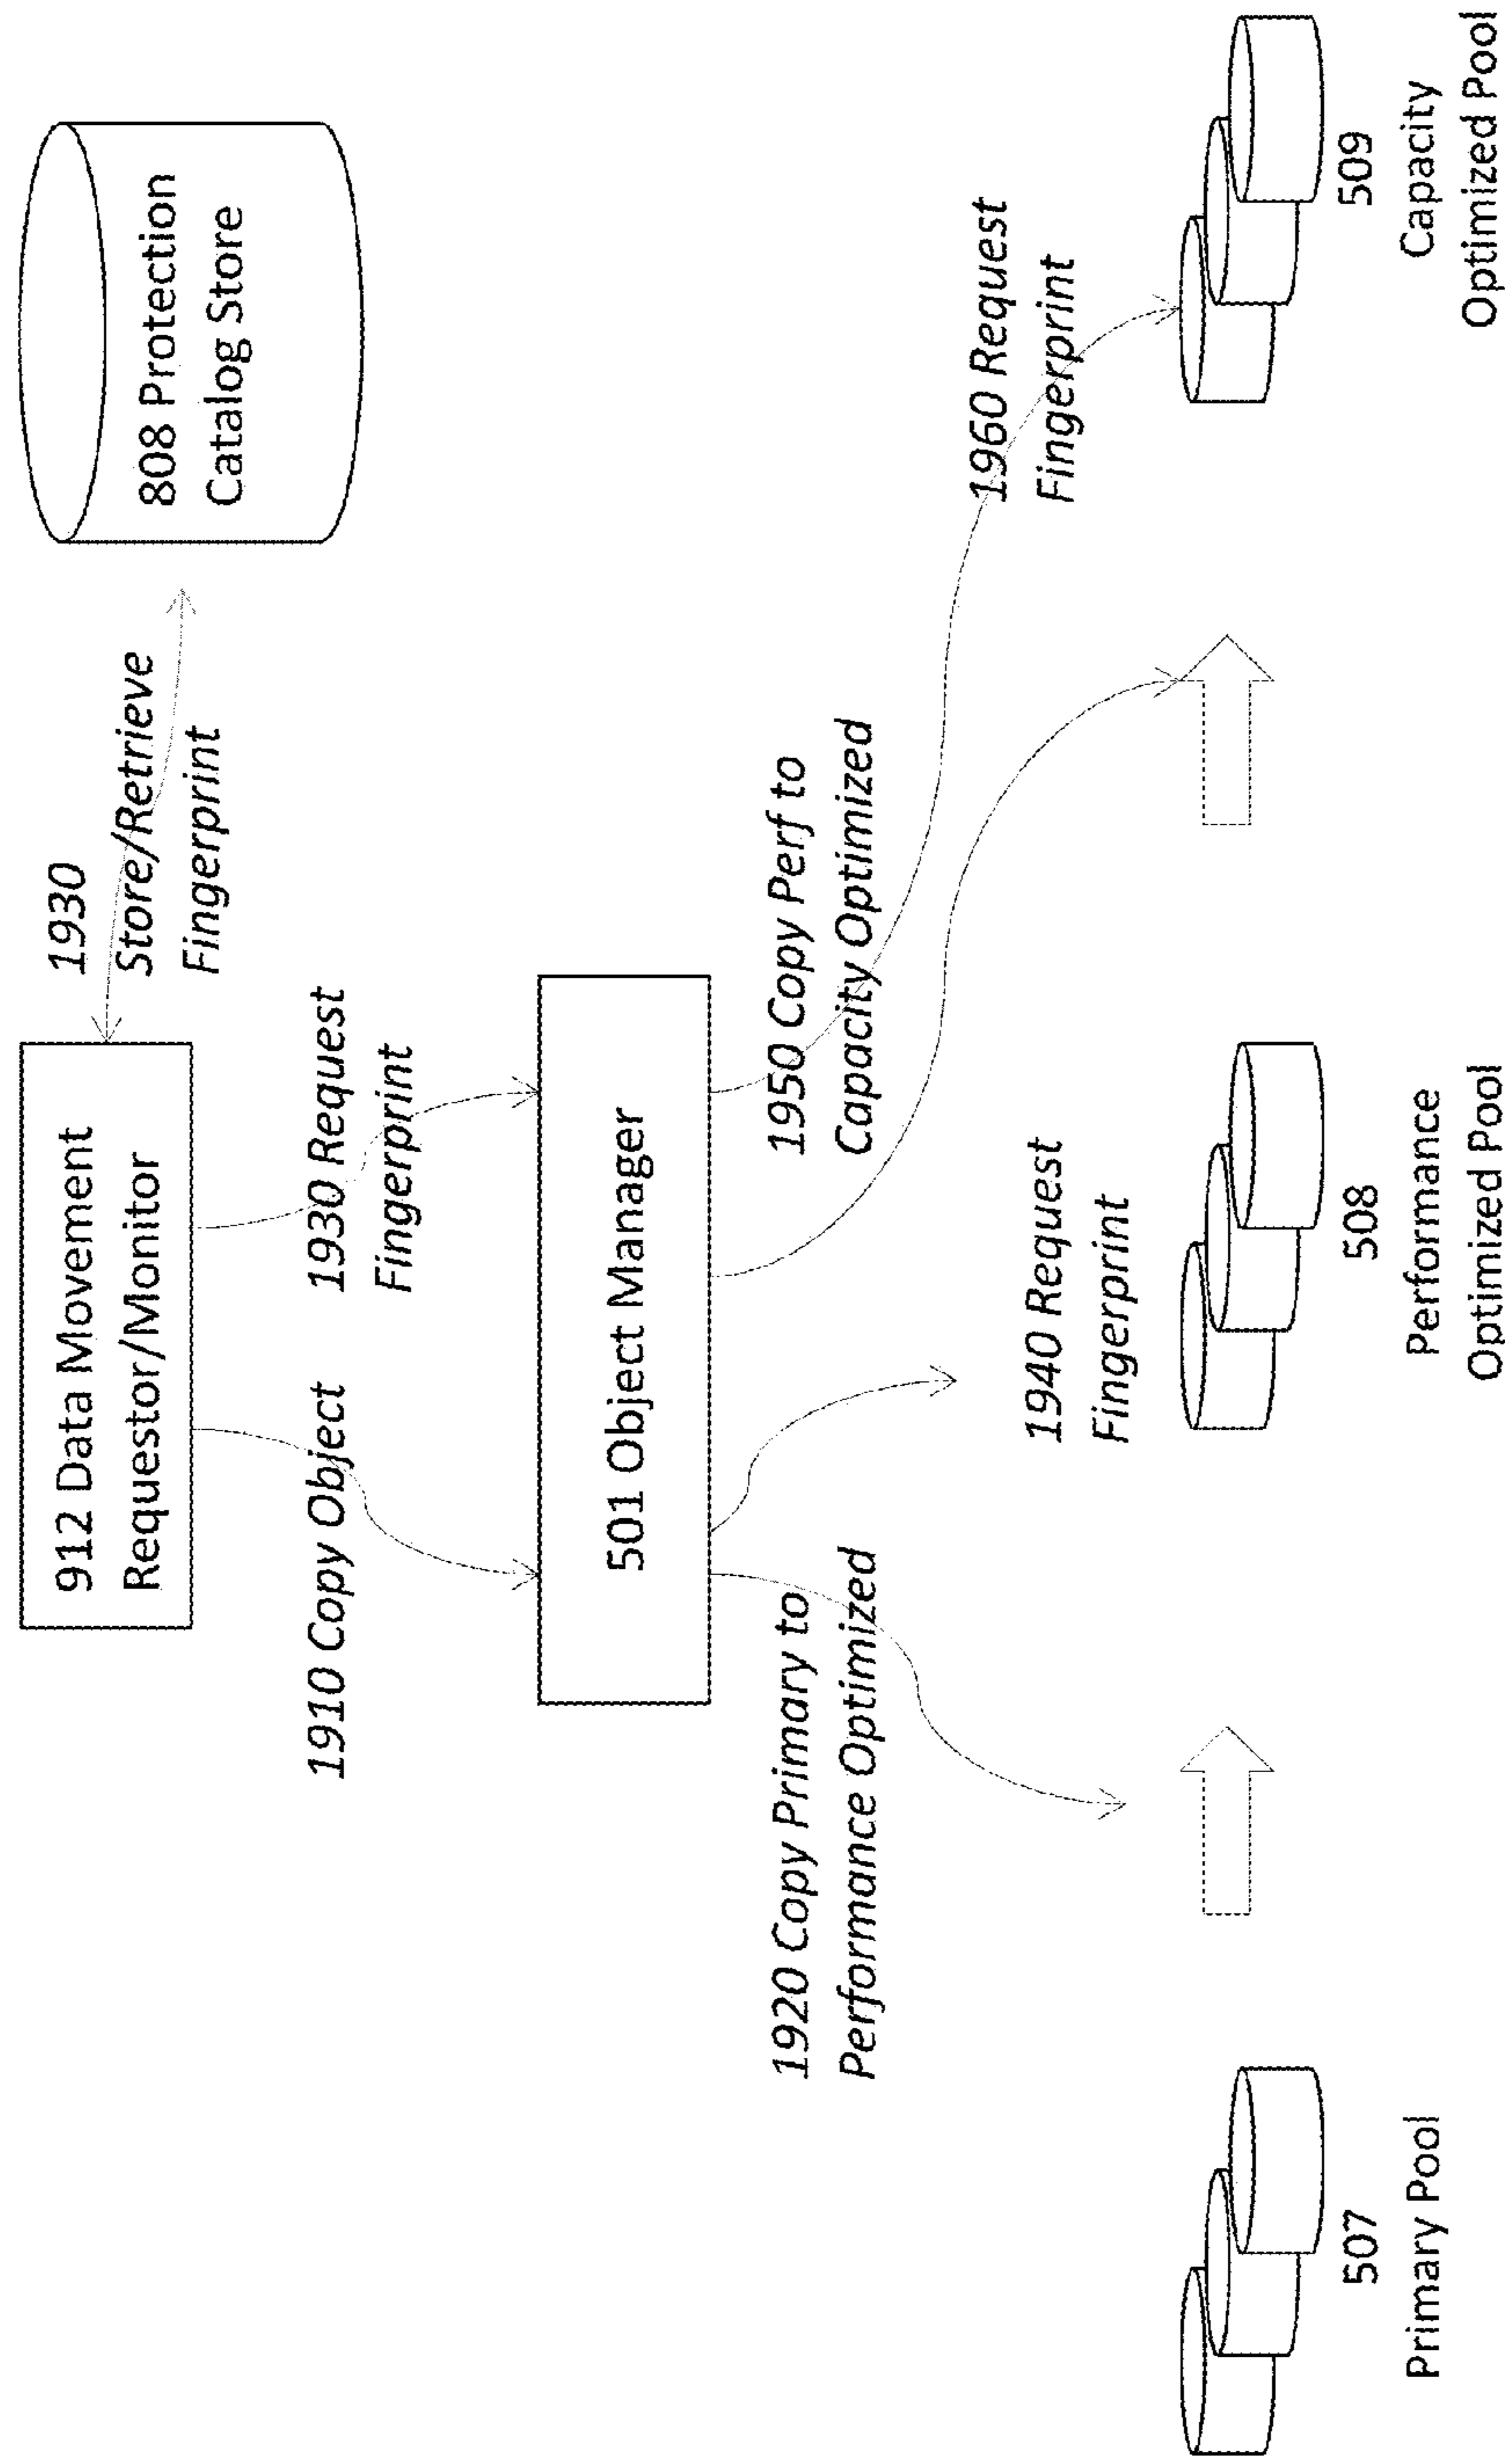 912 Data Movement
Requestor/Monitor
1930
Store/Retrieve
Fingerprint
808 Protection
Catalog Store
1910 Copy Object
1930 Request
Fingerprint
501 Object Manager
1920 Copy Primary to
Performance Optimized
1950 Copy Perf to
Capacity Optimized
1940 Request
Fingerprint
1960 Request
Fingerprint
507
Primary Pool
508
Performance
Optimized Pool
509
Capacity
Optimized Pool